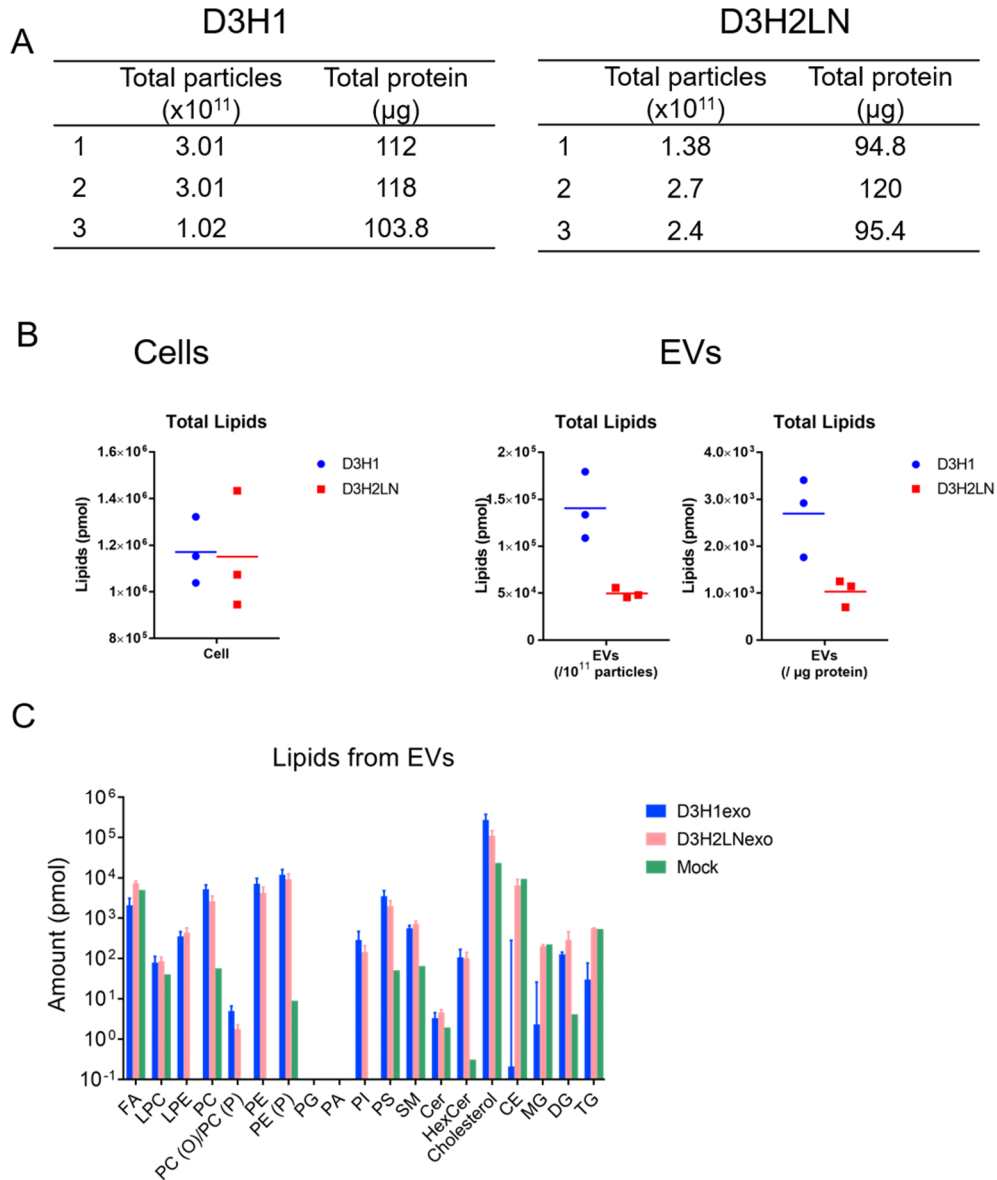 A
D3H1
Total particles Total protein
(x10¹¹) (µg)
1 3.01 112
2 3.01 118
3 1.02 103.8
D3H2LN
Total particles Total protein
(x10¹¹) (µg)
1 1.38 94.8
2 2.7 120
3 2.4 95.4
B
Cells
Total Lipids
Lipids (pmol)
1.6×10⁶
1.4×10⁶
1.2×10⁶
1×10⁶
8×10⁵
Cell
D3H1
D3H2LN
EVs
Total Lipids
Lipids (pmol)
2×10⁵
1.5×10⁵
1×10⁵
5×10⁴
0
EVs
(/10¹¹ particles)
Total Lipids
Lipids (pmol)
4.0×10³
3.0×10³
2.0×10³
1.0×10³
0
EVs
(/ µg protein)
D3H1
D3H2LN
C
Lipids from EVs
Amount (pmol)
10⁶
10⁵
10⁴
10³
10²
10¹
10⁰
10⁻¹
FA
LPC
LPE
PC
PC (O)/PC (P)
PE
PE (P)
PG
PA
PI
PS
SM
Cer
HexCer
Cholesterol
CE
MG
DG
TG
D3H1exo
D3H2LNexo
Mock